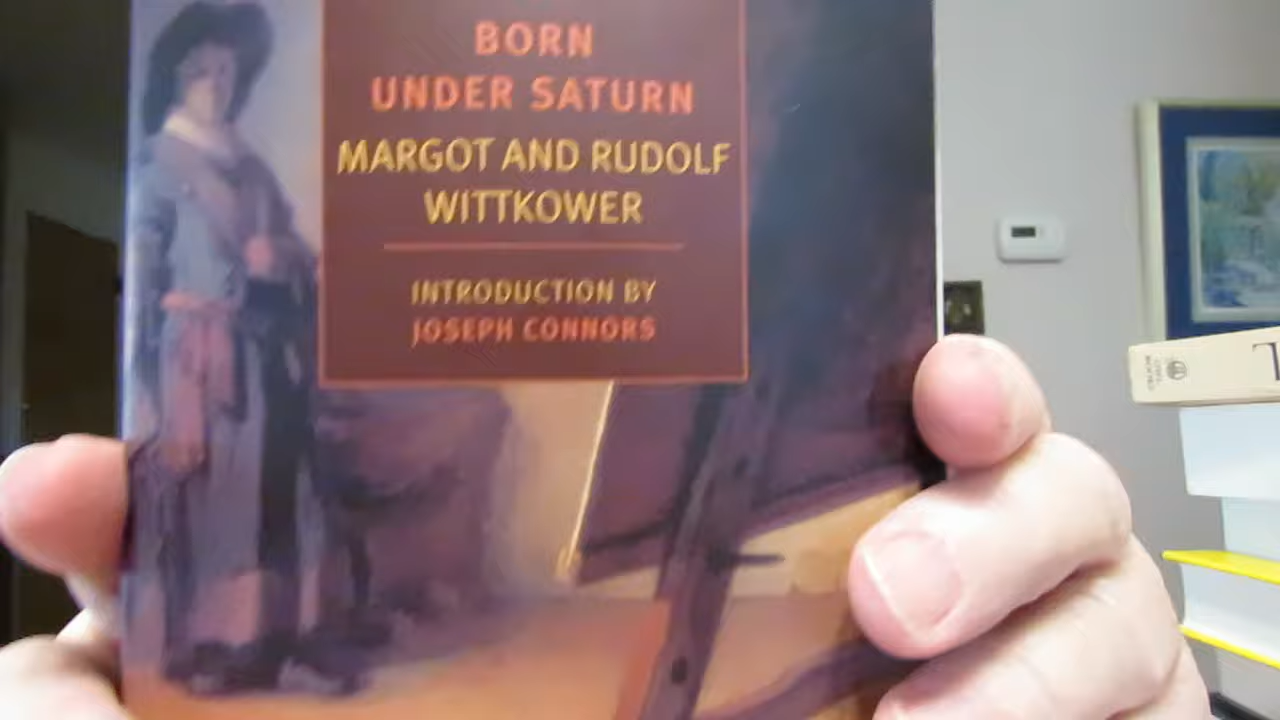 BORN
UNDER SATURN
MARGOT AND RUDOLF
WITTKOWER
INTRODUCTION BY
JOSEPH CONNORS